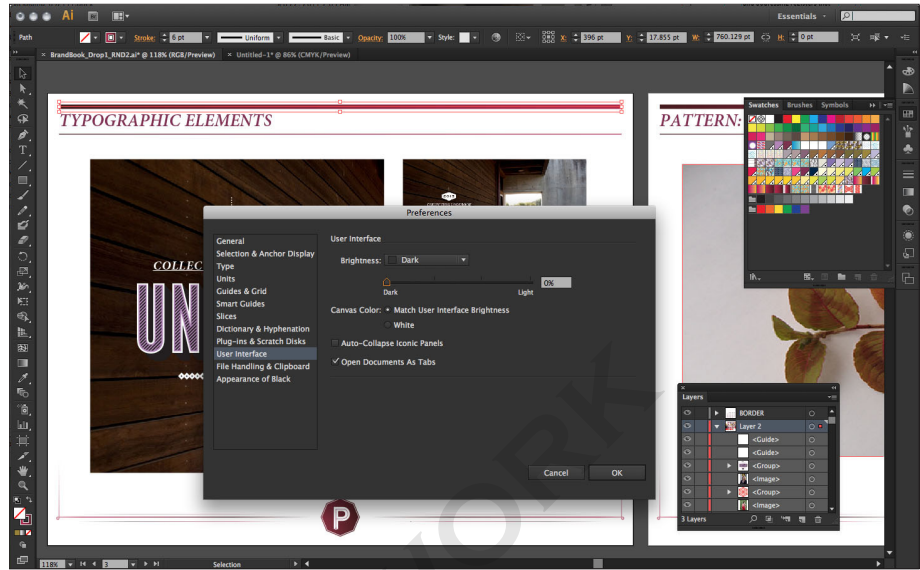 Ai
Essentials
Path
Stroke: 6 pt
Uniform
Basic
Opacity: 100%
Style:
X: 396 pt
Y: 17.855 pt
W: 760.129 pt
H: 0 pt
BrandBook_Drop1_RND2.ai* @ 118% (RGB/Preview)
Untitled-1* @ 86% (CMYK/Preview)
TYPOGRAPHIC ELEMENTS
PATTERN:
Swatches Brushes Symbols
COLLEC
UN
Preferences
General
Selection & Anchor Display
Type
Units
Guides & Grid
Smart Guides
Slices
Dictionary & Hyphenation
Plug-ins & Scratch Disks
User Interface
File Handling & Clipboard
Appearance of Black
User Interface
Brightness: Dark
0%
Dark Light
Canvas Color: Match User Interface Brightness
White
Auto-Collapse Iconic Panels
Open Documents As Tabs
Cancel OK
Layers
BORDER
Layer 2
<Guide>
<Guide>
<Group>
<Image>
<Group>
<Image>
3 Layers
P
WORK
118% 3 Selection